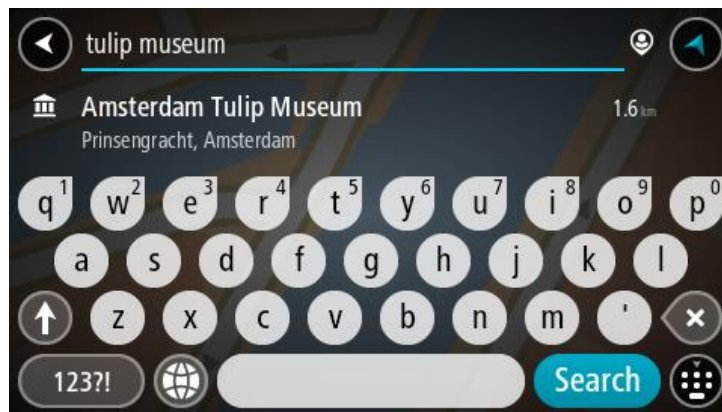 tulip museum
Amsterdam Tulip Museum 1.6 km
Prinsengracht, Amsterdam
q1 w2 e3 r4 t5 y6 u7 i8 o9 p0
a s d f g h j k l
z x c v b n m '
123?! Search